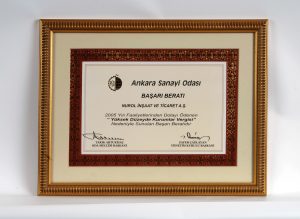 Ankara Sanayi Odası
BAŞARI BERATI
NUROL İNŞAAT VE TİCARET A.Ş.
2005 Yılı Faaliyetlerinden Dolayı Ödenen
"Yüksek Düzeyde Kurumlar Vergisi"
Nedeniyle Sunulan Başarı Beratıdır